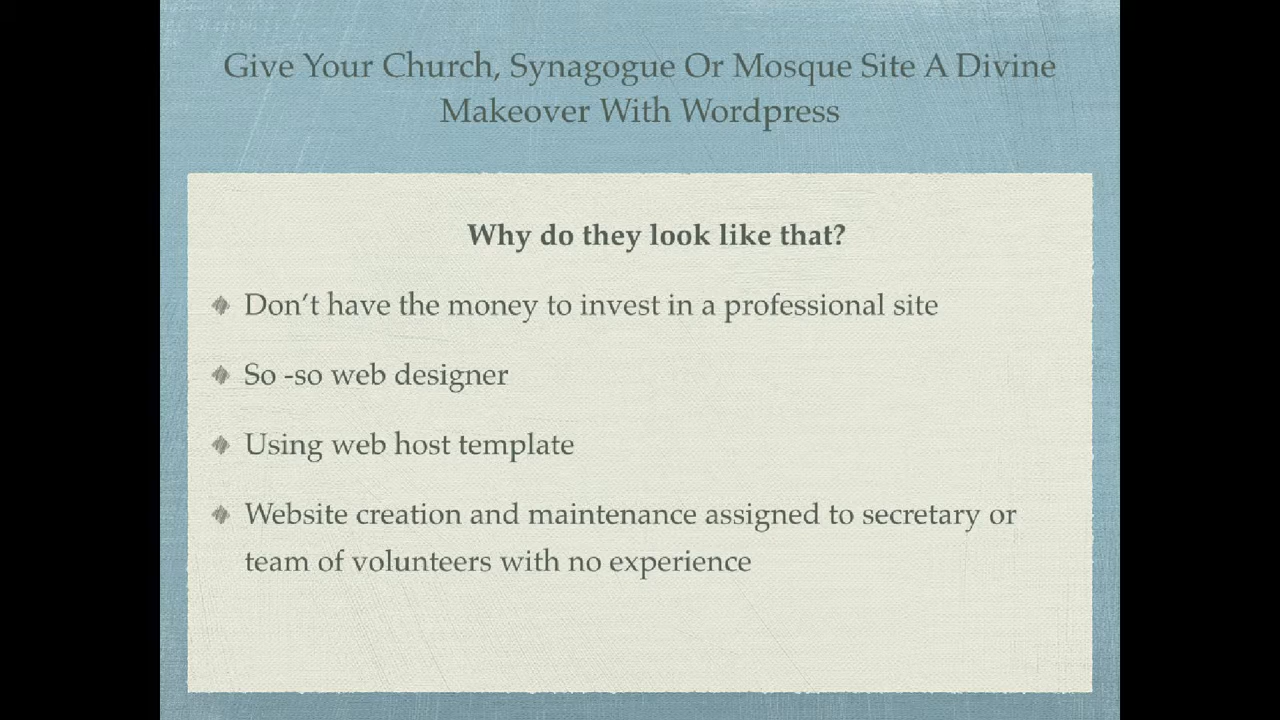 Give Your Church, Synagogue Or Mosque Site A Divine
Makeover With Wordpress
Why do they look like that?
Don’t have the money to invest in a professional site
So -so web designer
Using web host template
Website creation and maintenance assigned to secretary or
team of volunteers with no experience